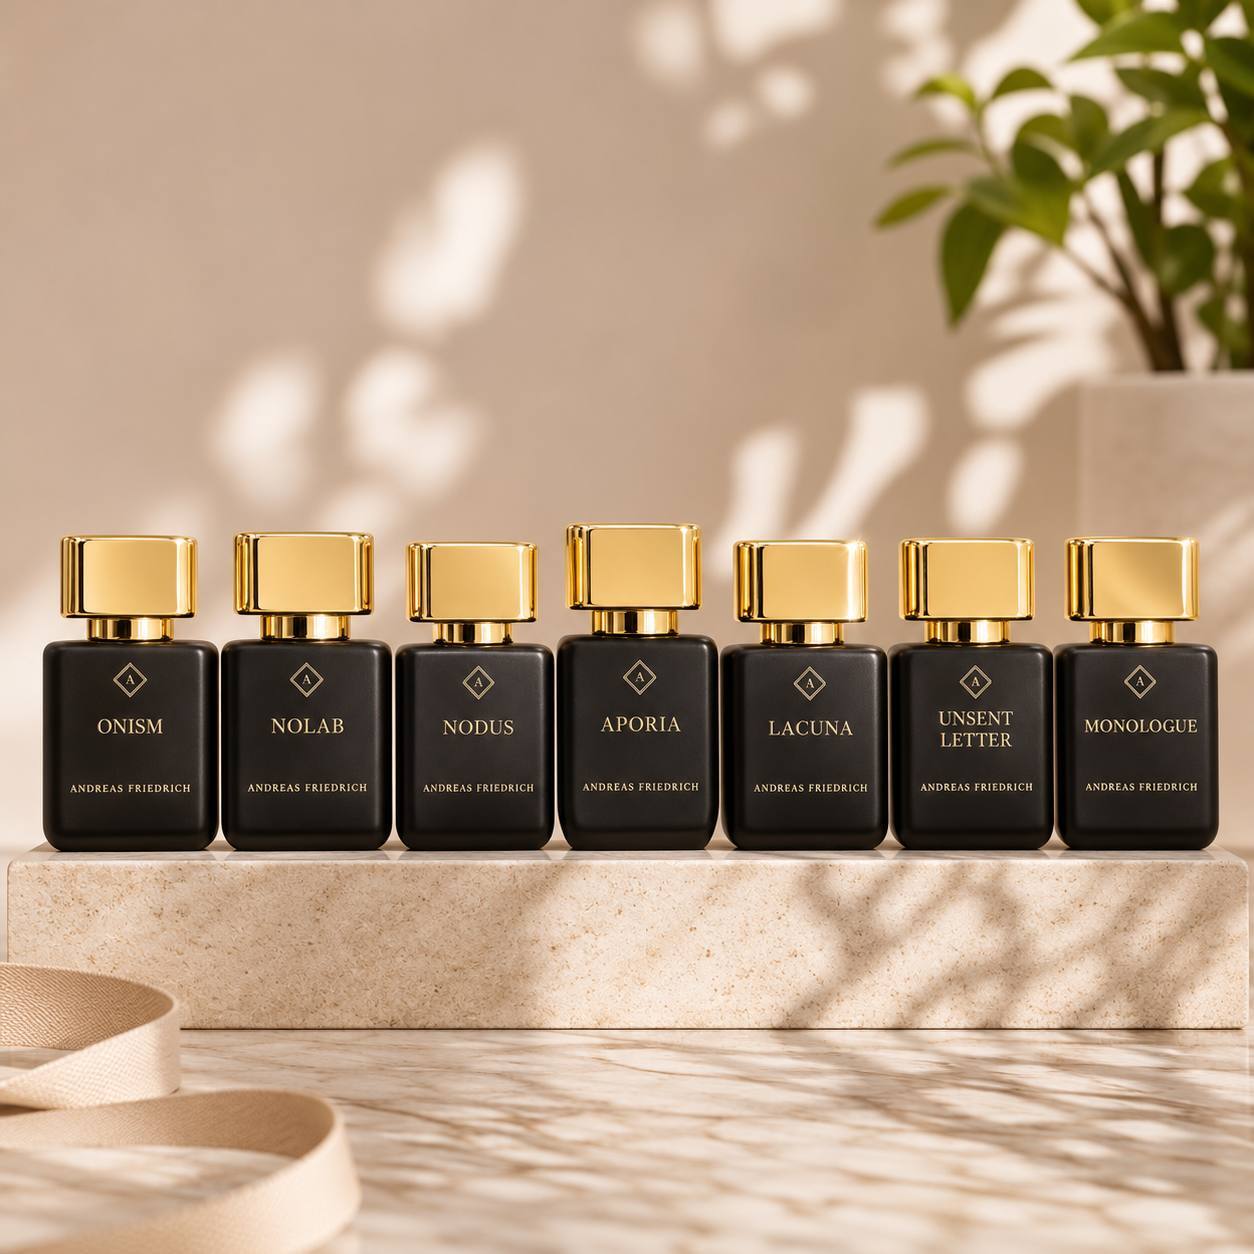 A
ONISM
ANDREAS FRIEDRICH
A
NOLAB
ANDREAS FRIEDRICH
A
NODUS
ANDREAS FRIEDRICH
A
APORIA
ANDREAS FRIEDRICH
A
LACUNA
ANDREAS FRIEDRICH
A
UNSENT
LETTER
ANDREAS FRIEDRICH
A
MONOLOGUE
ANDREAS FRIEDRICH